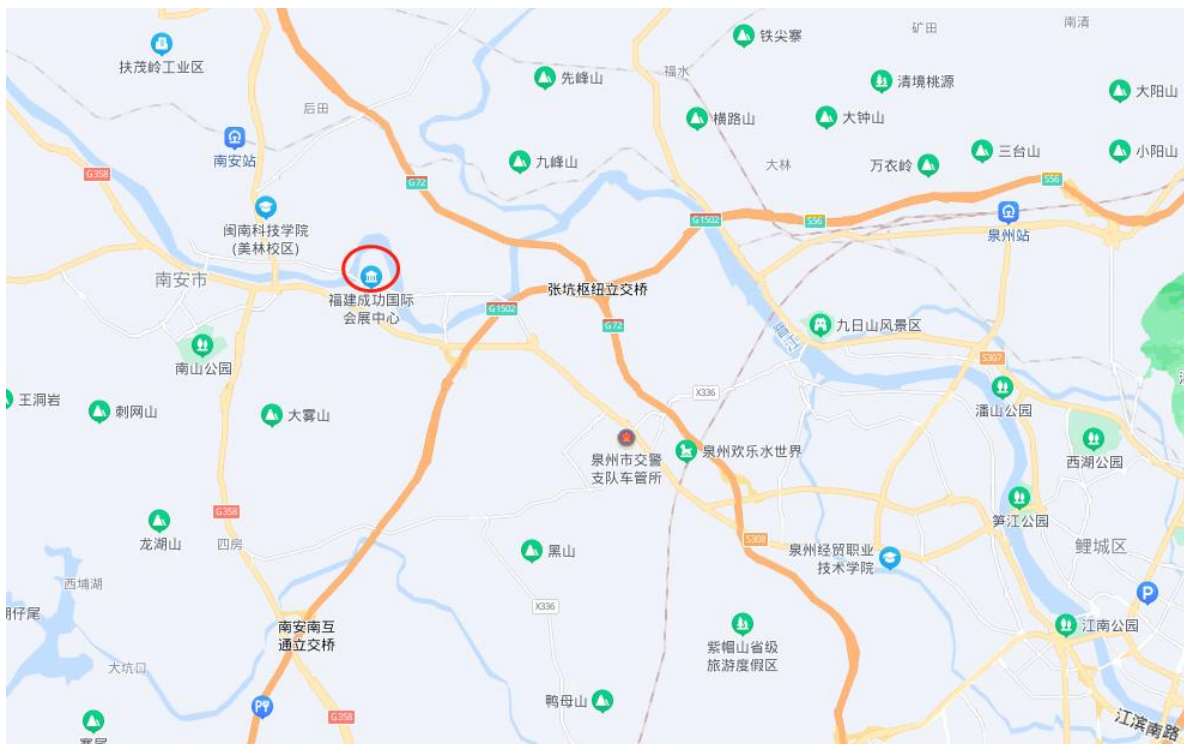 南清
矿田
铁尖寨
扶茂岭工业区
先峰山
福水
清境桃源
大阳山
后田
横路山
大钟山
南安站
九峰山
大林
万衣岭
三台山
小阳山
G358
G72
S56
闽南科技学院
(美林校区)
G1502
S56
泉州站
南安市
福建成功国际
会展中心
张坑枢纽立交桥
G1502
G72
晋江
九日山风景区
南山公园
S307
王洞岩
刺网山
大雾山
X336
潘山公园
泉州市交警
支队车管所
泉州欢乐水世界
西湖公园
G358
笋江公园
龙湖山
四房
黑山
S308
泉州经贸职业
技术学院
鲤城区
西埔湖
X336
P
仔尾
南安南互
通立交桥
紫帽山省级
旅游度假区
江南公园
大坑口
鸭母山
G358
江滨南路